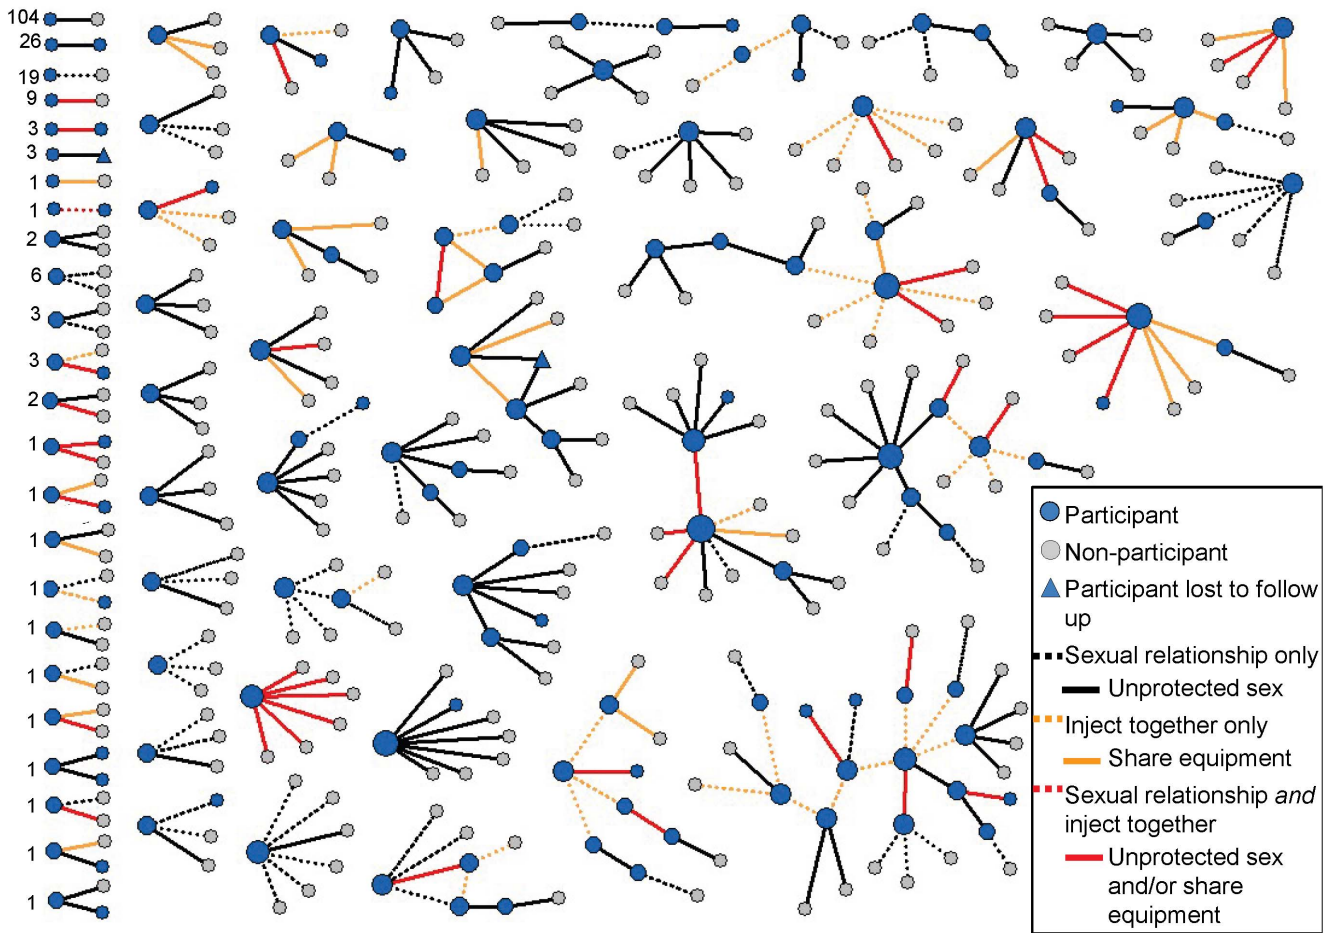 104
26
19
9
3
3
1
1
2
6
3
3
2
1
1
1
1
1
1
1
1
1
1
1
Participant
Non-participant
Participant lost to follow
up
Sexual relationship only
Unprotected sex
Inject together only
Share equipment
Sexual relationship and
inject together
Unprotected sex
and/or share
equipment